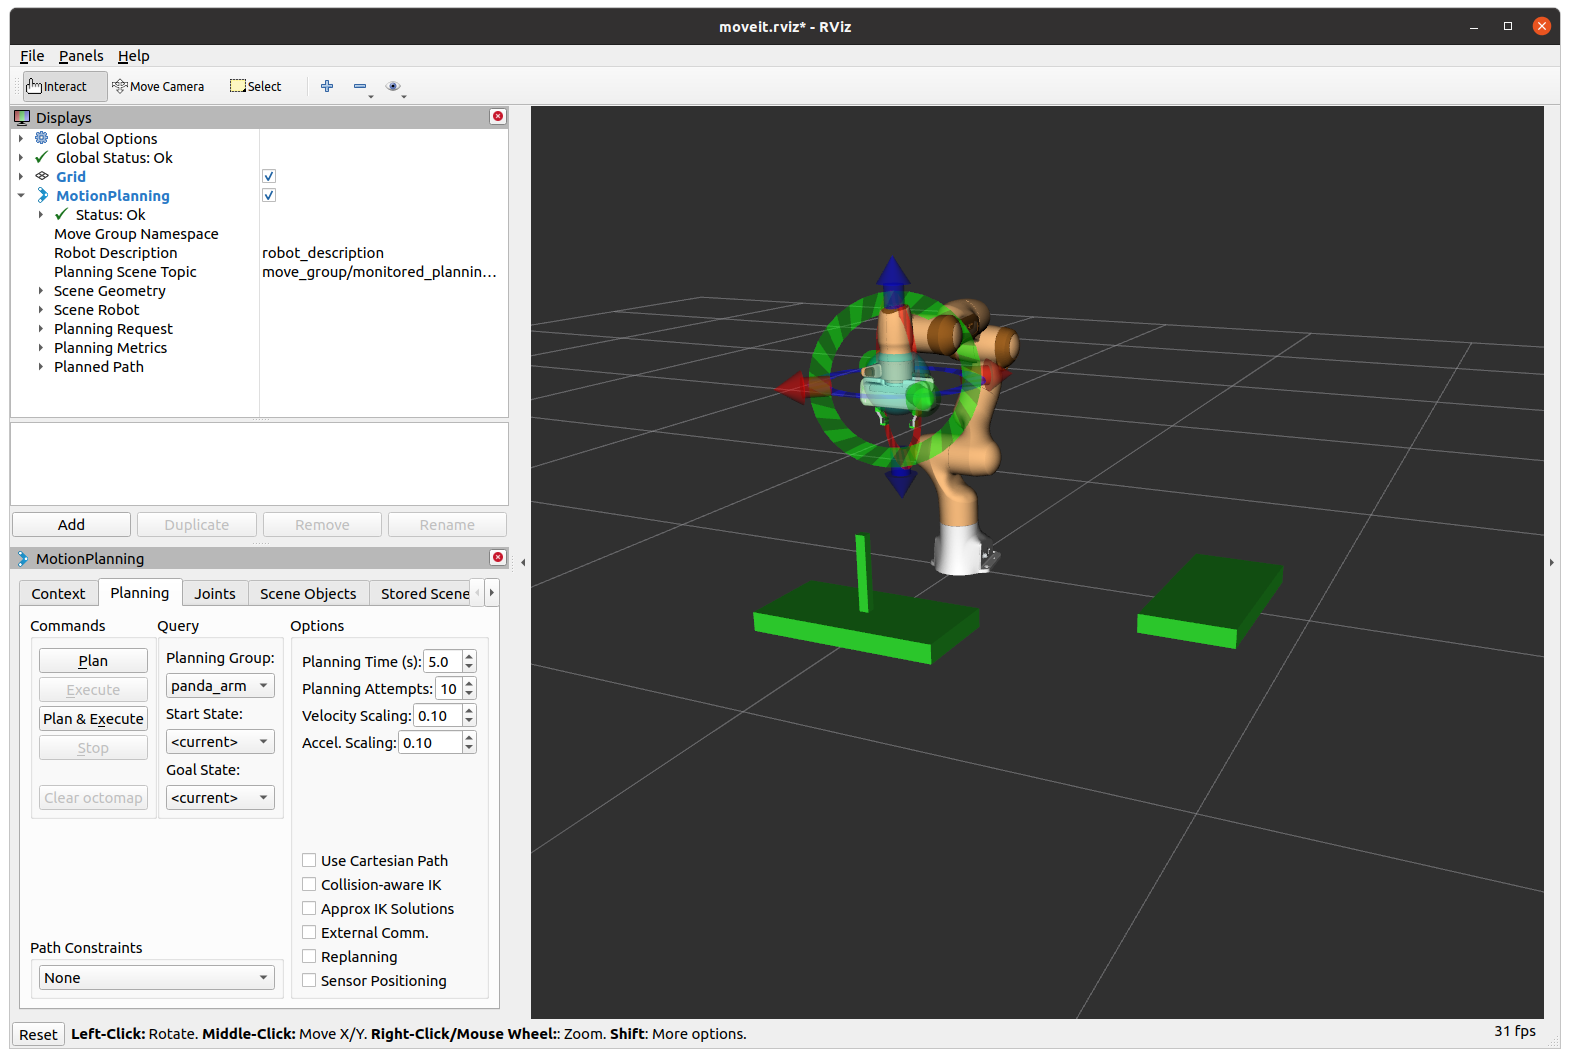 moveit.rviz* - RViz
File Panels Help
Interact Move Camera Select
Displays
Global Options
Global Status: Ok
Grid
MotionPlanning
Status: Ok
Move Group Namespace
Robot Description robot_description
Planning Scene Topic move_group/monitored_plannin...
Scene Geometry
Scene Robot
Planning Request
Planning Metrics
Planned Path
Add Duplicate Remove Rename
MotionPlanning
Context Planning Joints Scene Objects Stored Scene
Commands Query Options
Plan
Execute
Plan & Execute
Stop
Clear octomap
Planning Group:
panda_arm
Start State:
<current>
Goal State:
<current>
Planning Time (s): 5.0
Planning Attempts: 10
Velocity Scaling: 0.10
Accel. Scaling: 0.10
Use Cartesian Path
Collision-aware IK
Approx IK Solutions
External Comm.
Replanning
Sensor Positioning
Path Constraints
None
Reset Left-Click: Rotate. Middle-Click: Move X/Y. Right-Click/Mouse Wheel:: Zoom. Shift: More options. 31 fps